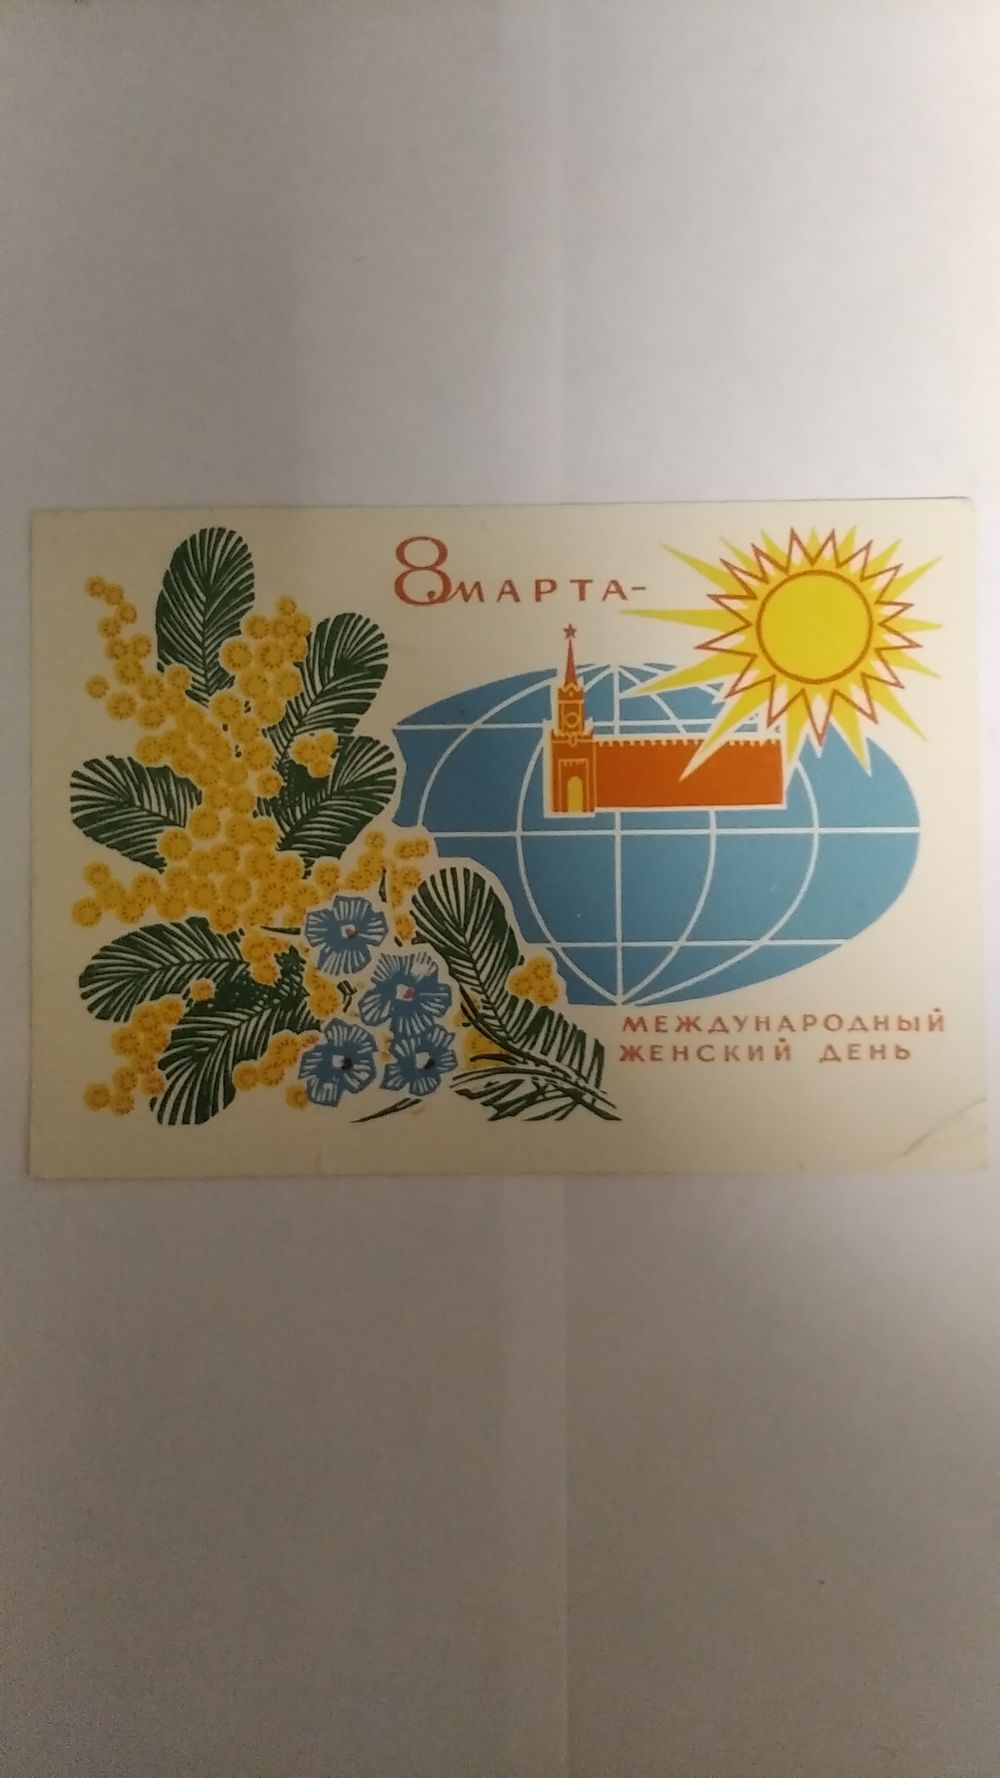 8 МАРТА-
МЕЖДУНАРОДНЫЙ
ЖЕНСКИЙ ДЕНЬ